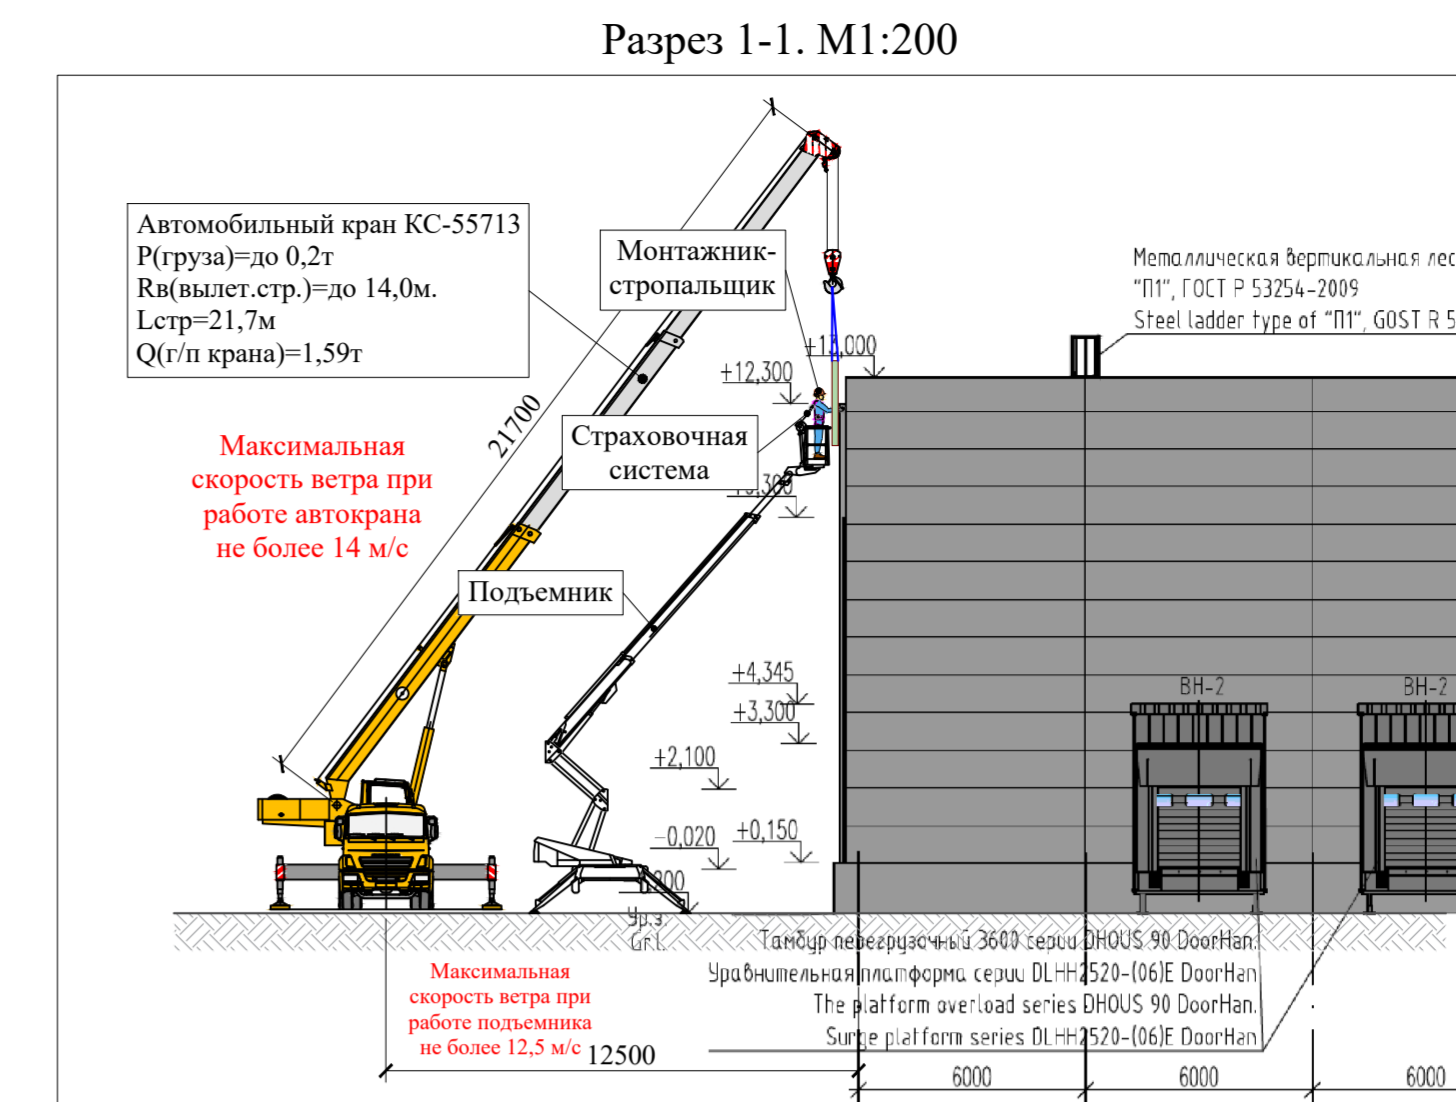 Разрез 1-1. М1:200
Автомобильный кран КС-55713
Р(груза)=до 0,2т
Rв(вылет.стр.)=до 14,0м.
Lстр=21,7м
Q(г/п крана)=1,59т
Монтажник-
стропальщик
Металлическая вертикальная лес
"П1", ГОСТ Р 53254-2009
Steel ladder type of "П1", GOST R 5
+13,000
+12,300
21700
Максимальная
скорость ветра при
работе автокрана
не более 14 м/с
Страховочная
система
,300
Подъемник
+4,345
+3,300
+2,100
-0,020
+0,150
ВН-2
ВН-2
Ур.з.
Gr.l.
Тамбур перегрузочный 3600 серии DHOUS 90 DoorHan.
Уравнительная платформа серии DLHH2520-(06)E DoorHan
The platform overload series DHOUS 90 DoorHan.
Surge platform series DLHH2520-(06)E DoorHan
Максимальная
скорость ветра при
работе подъемника
не более 12,5 м/с
12500
6000
6000
6000